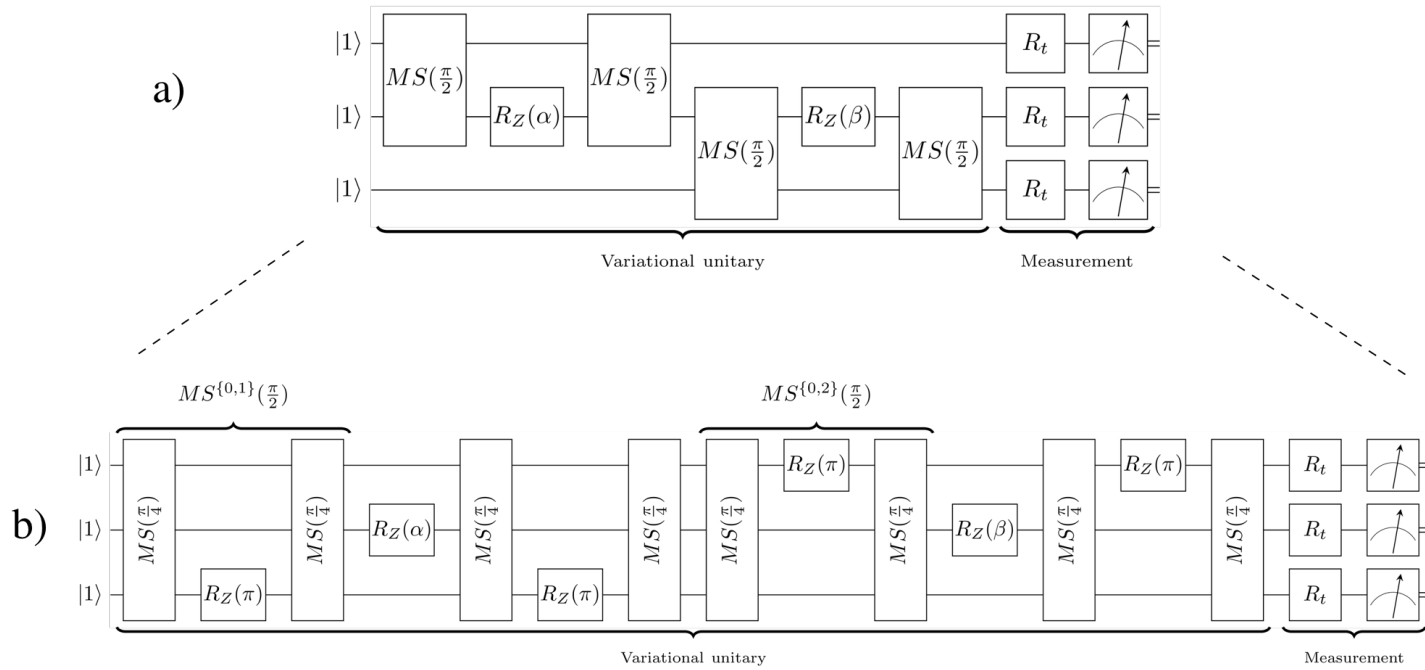 a)
|1⟩ MS(π/2) MS(π/2) R_t
|1⟩ R_Z(α) MS(π/2) R_Z(β) MS(π/2) R_t
|1⟩ R_t
Variational unitary Measurement
MS^{0,1}(π/2) MS^{0,2}(π/2)
b)
|1⟩ R_Z(π) R_Z(π) R_t
|1⟩ MS(π/4) MS(π/4) R_Z(α) MS(π/4) MS(π/4) MS(π/4) MS(π/4) R_Z(β) MS(π/4) MS(π/4) R_t
|1⟩ R_Z(π) R_Z(π) R_t
Variational unitary Measurement